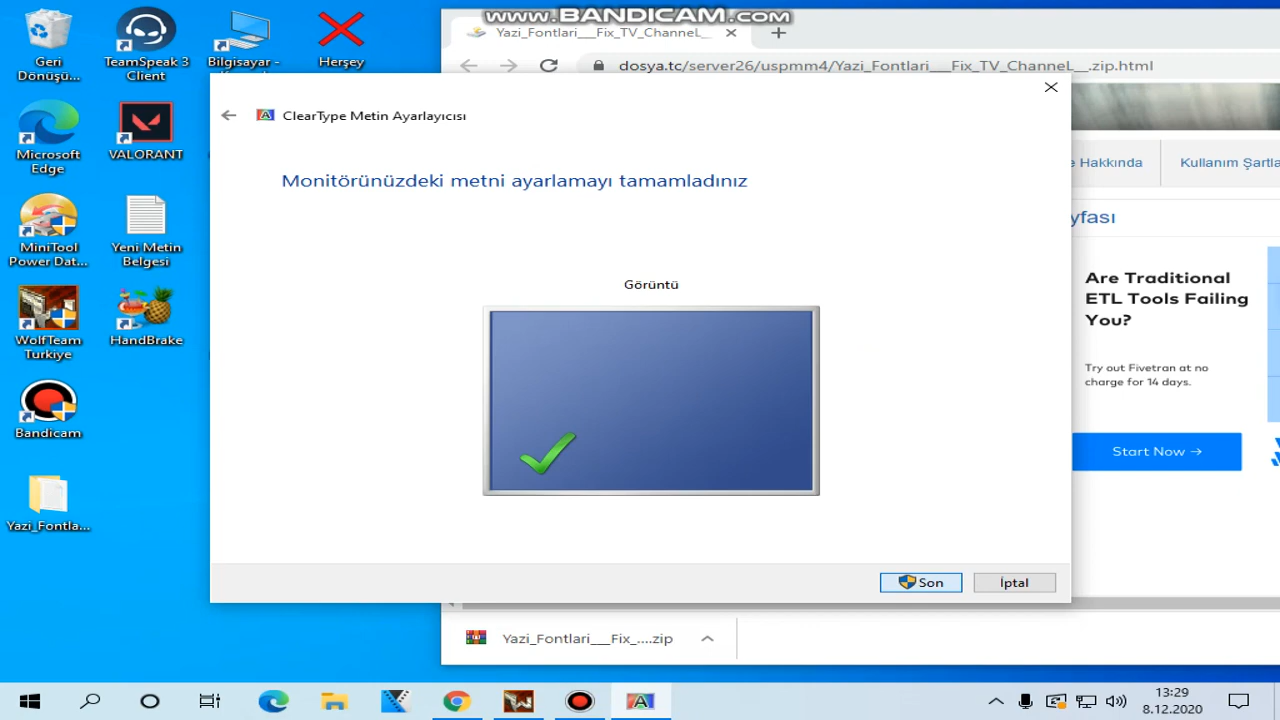 www.BANDICAM.com
Geri
Dönüşü...
TeamSpeak 3
Client
Bilgisayar -
Herşey
Microsoft
Edge
VALORANT
MiniTool
Power Dat...
Yeni Metin
Belgesi
WolfTeam
Turkiye
HandBrake
Bandicam
Yazi_Fontla...
Yazi_Fontlari___Fix_TV_ChanneL_
dosya.tc/server26/uspmm4/Yazi_Fontlari___Fix_TV_ChanneL__.zip.html
ClearType Metin Ayarlayıcısı
Monitörünüzdeki metni ayarlamayı tamamladınız
Görüntü
Son
İptal
e Hakkında
Kullanım Şartla
yfası
Are Traditional
ETL Tools Failing
You?
Try out Fivetran at no
charge for 14 days.
Start Now →
Yazi_Fontlari___Fix_....zip
13:29
8.12.2020